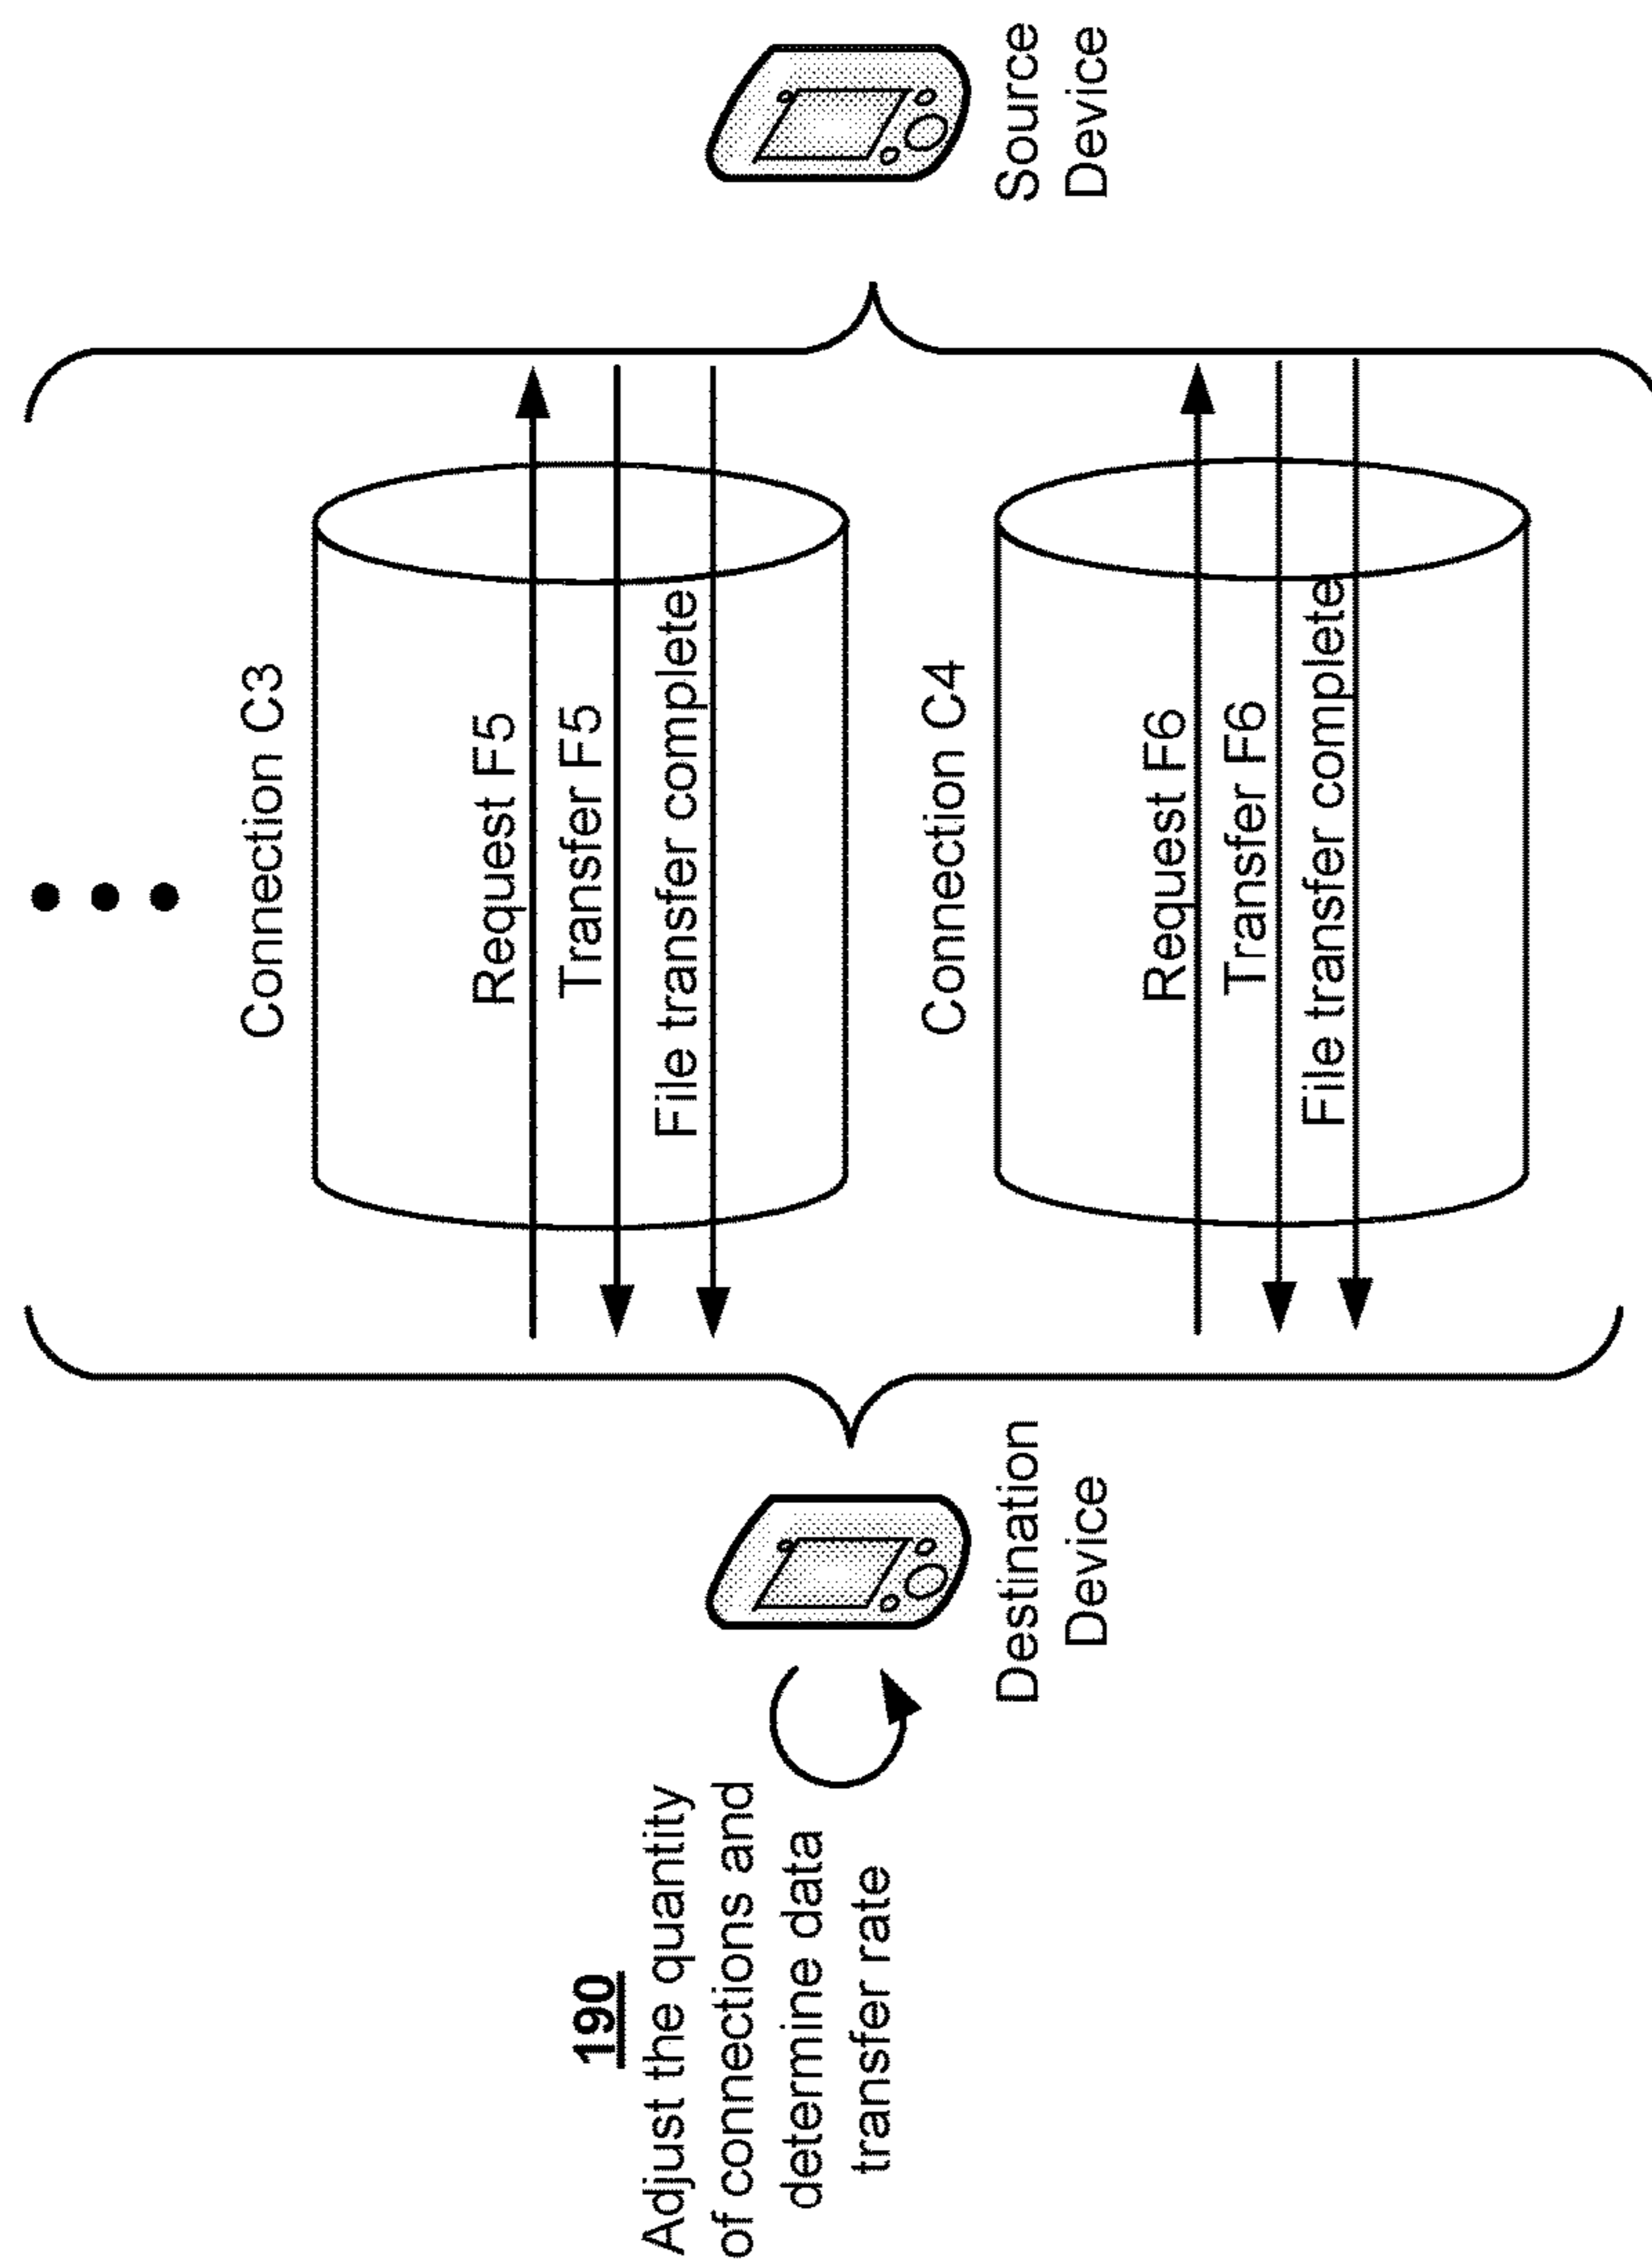 Connection C3
Request F5
Transfer F5
File transfer complete
190
Adjust the quantity
of connections and
determine data
transfer rate
Destination
Device
Source
Device
Connection C4
Request F6
Transfer F6
File transfer complete